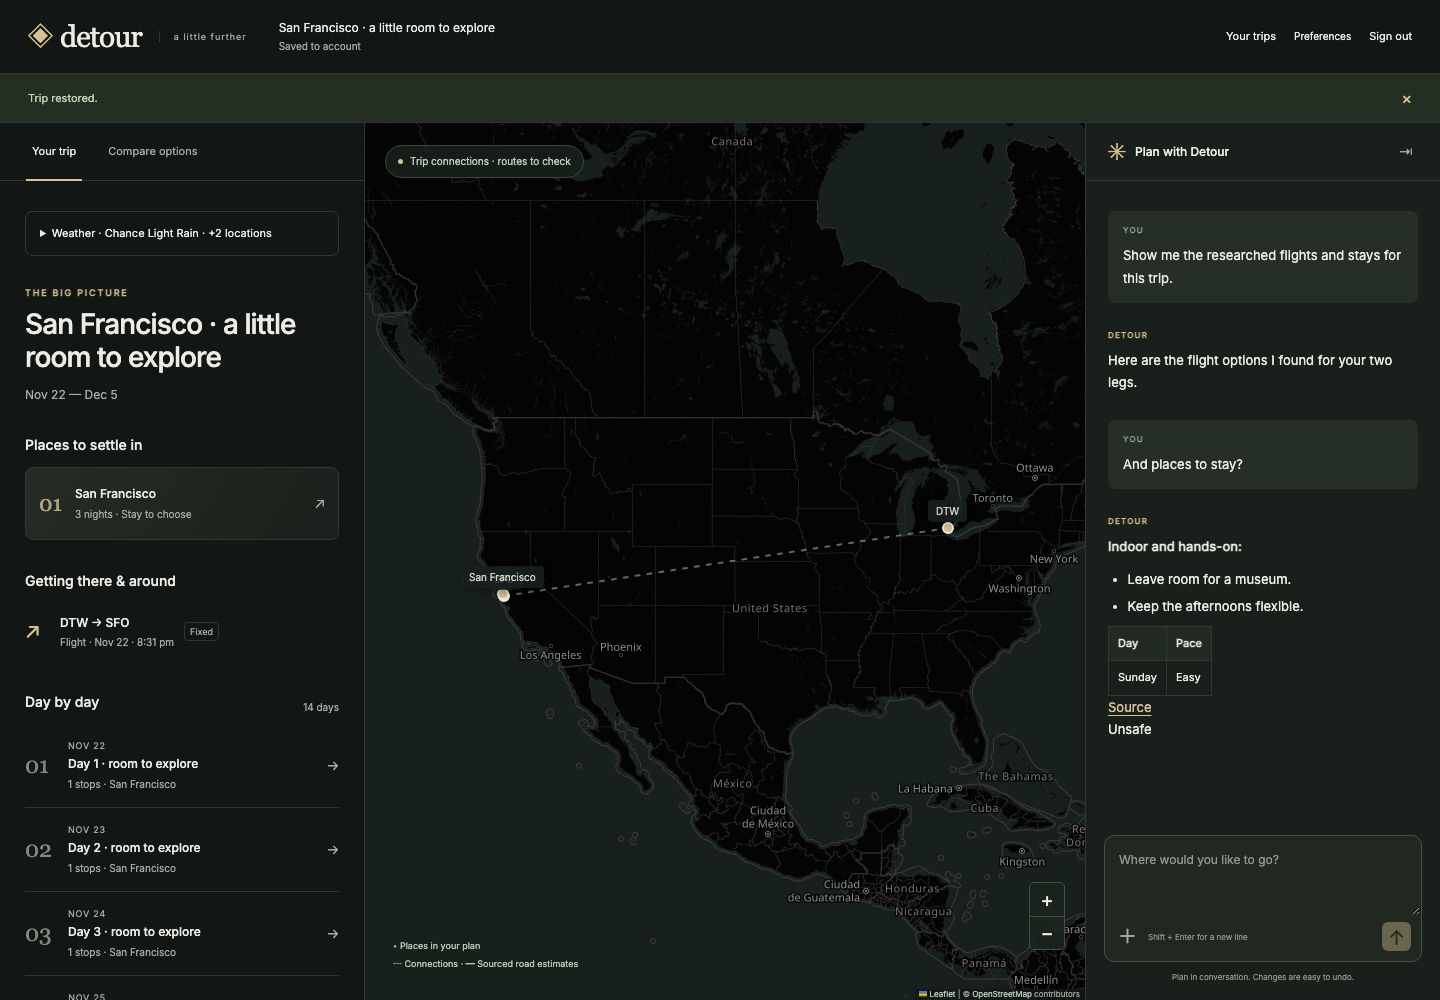 detour
a little further
San Francisco · a little room to explore
Saved to account
Your trips
Preferences
Sign out
Trip restored.
×
Your trip
Compare options
▶ Weather · Chance Light Rain · +2 locations
THE BIG PICTURE
San Francisco · a little
room to explore
Nov 22 — Dec 5
Places to settle in
01
San Francisco
3 nights · Stay to choose
Getting there & around
DTW → SFO
Flight · Nov 22 · 8:31 pm
Fixed
Day by day
14 days
NOV 22
01
Day 1 · room to explore
1 stops · San Francisco
NOV 23
02
Day 2 · room to explore
1 stops · San Francisco
NOV 24
03
Day 3 · room to explore
1 stops · San Francisco
NOV 25
Trip connections · routes to check
Canada
Ottawa
Toronto
DTW
New York
Washington
San Francisco
United States
Phoenix
Los Angeles
The Bahamas
México
La Habana
Cuba
Ciudad
de México
Re
Dor
Kingston
Ciudad
de Guatemala
Honduras
Nicaragua
+
−
Marac
Panamá
Medellín
• Places in your plan
--- Connections · — Sourced road estimates
Leaflet | © OpenStreetMap contributors
Plan with Detour
YOU
Show me the researched flights and stays for
this trip.
DETOUR
Here are the flight options I found for your two
legs.
YOU
And places to stay?
DETOUR
Indoor and hands-on:
• Leave room for a museum.
• Keep the afternoons flexible.
Day Pace
Sunday Easy
Source
Unsafe
Where would you like to go?
Shift + Enter for a new line
Plan in conversation. Changes are easy to undo.